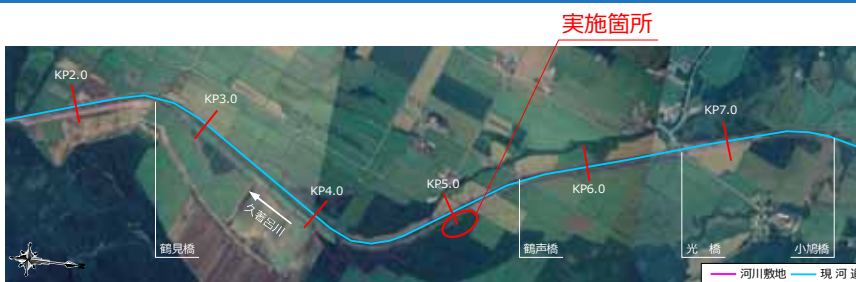 実施箇所
KP2.0
KP3.0
KP4.0
KP5.0
KP6.0
KP7.0
久著呂川
鶴見橋
鶴声橋
光 橋
小鳩橋
河川敷地
現 河 道